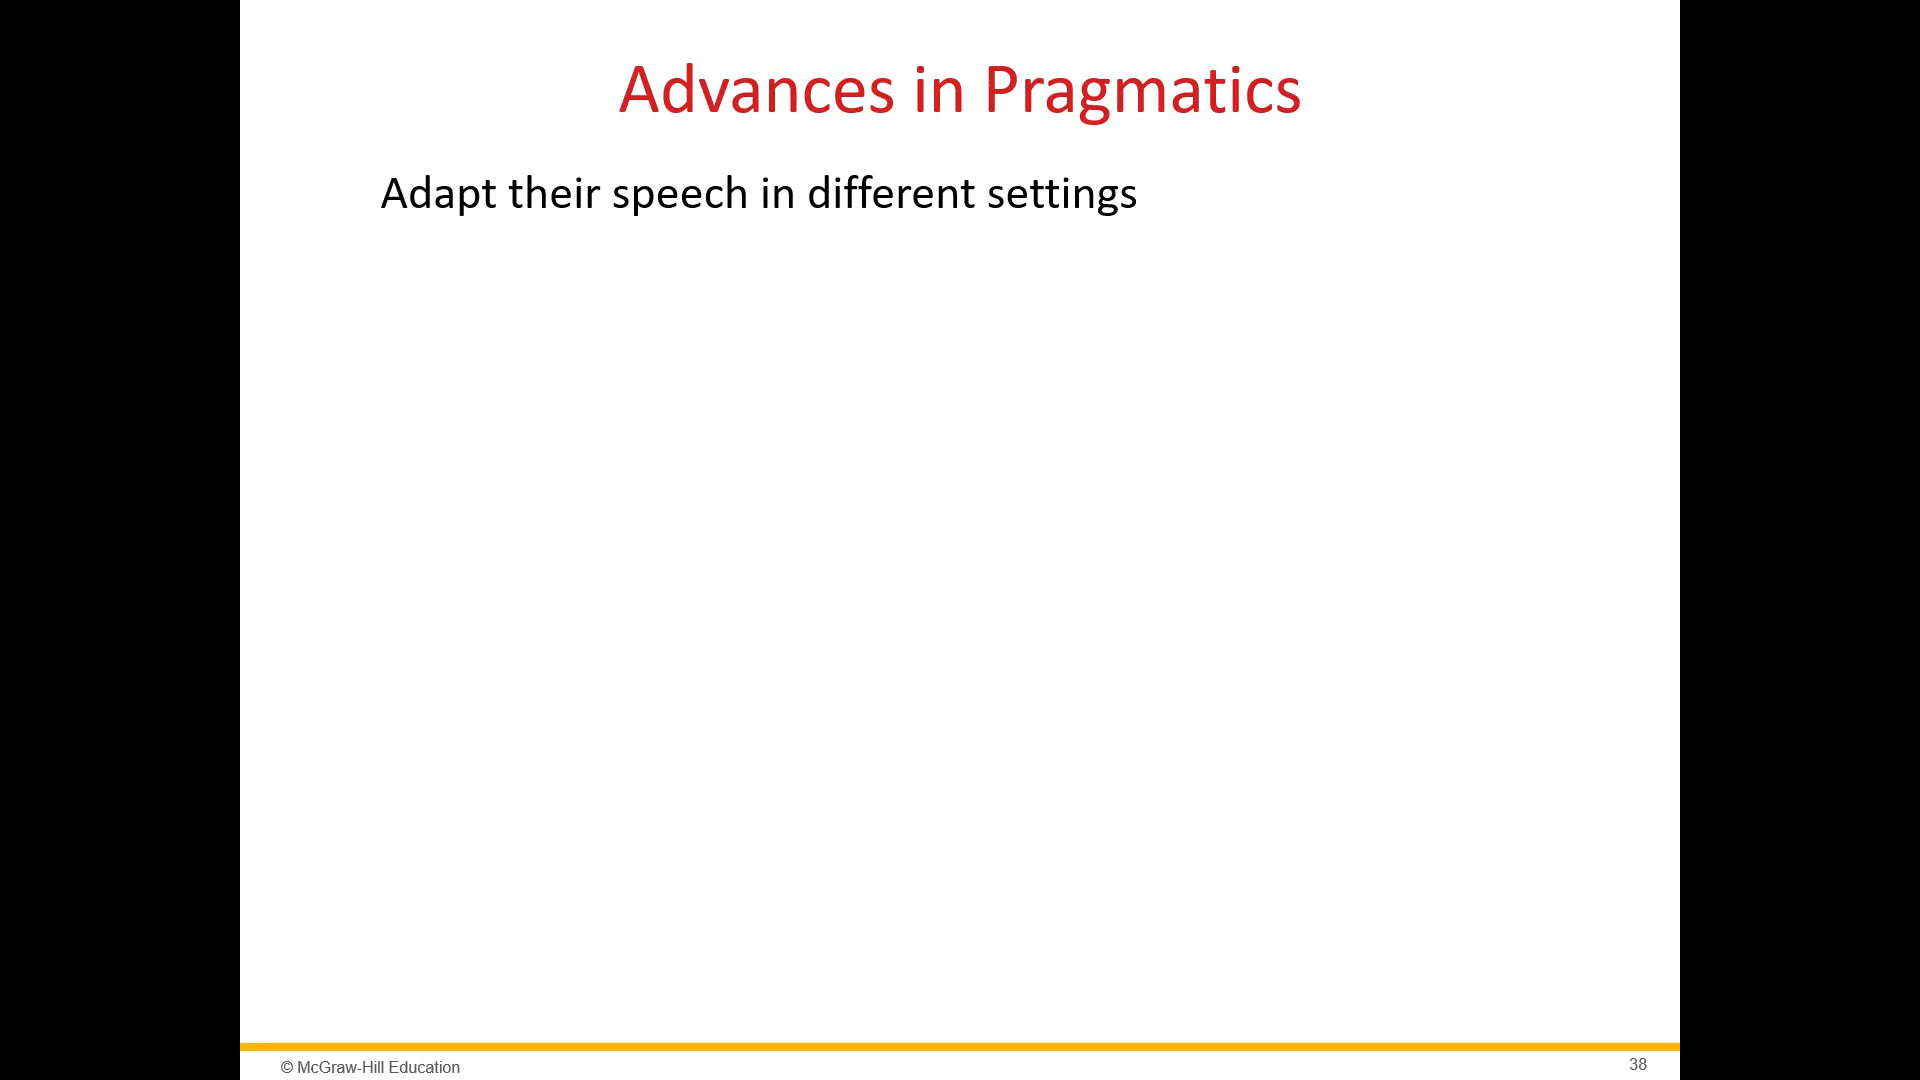 Advances in Pragmatics
Adapt their speech in different settings
© McGraw-Hill Education
38